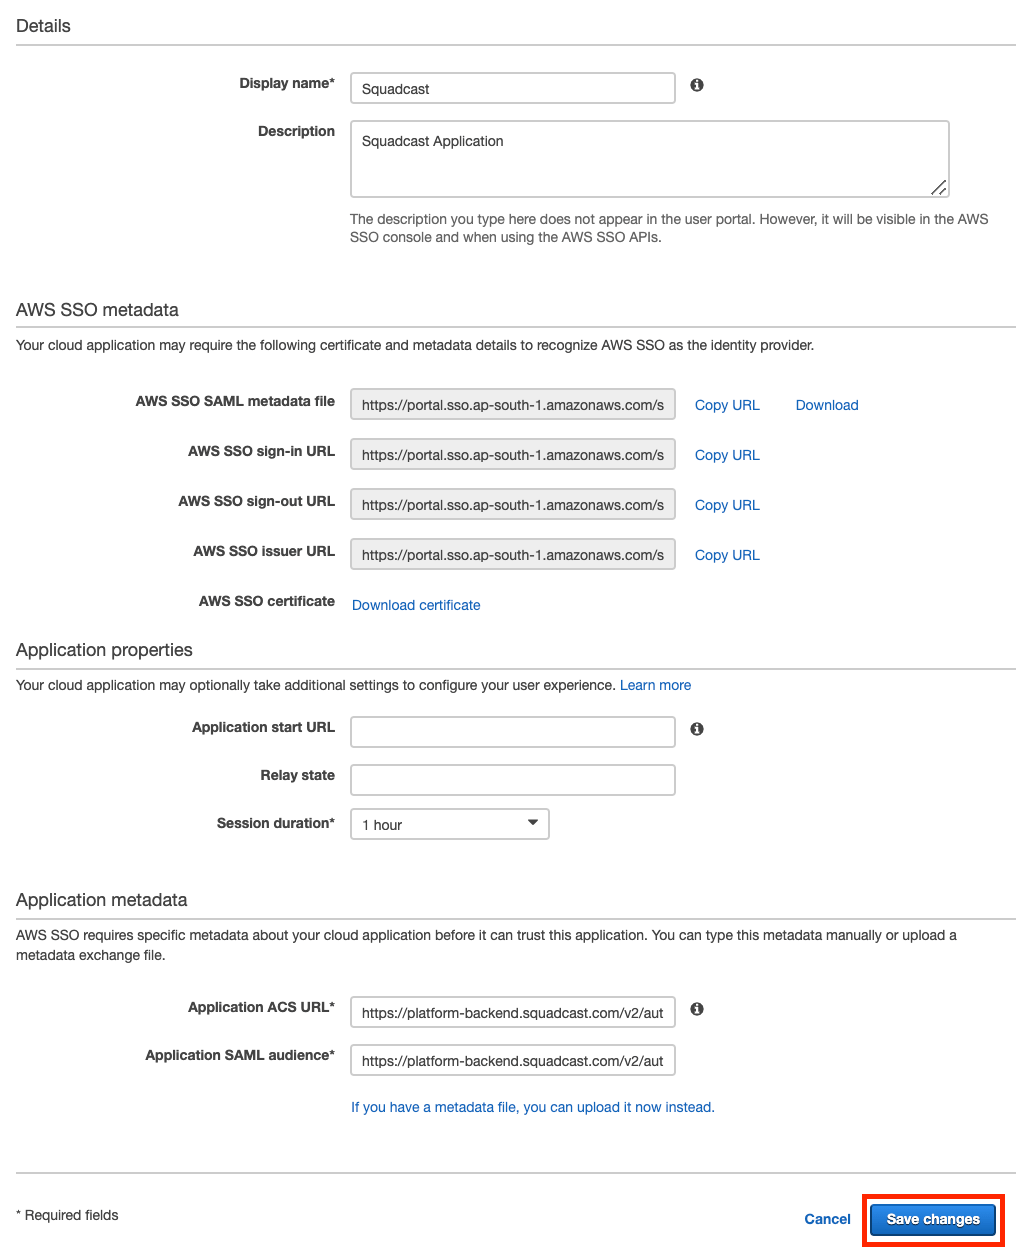 Details
Display name*
Squadcast
Description
Squadcast Application
The description you type here does not appear in the user portal. However, it will be visible in the AWS
SSO console and when using the AWS SSO APIs.
AWS SSO metadata
Your cloud application may require the following certificate and metadata details to recognize AWS SSO as the identity provider.
AWS SSO SAML metadata file
https://portal.sso.ap-south-1.amazonaws.com/s
Copy URL
Download
AWS SSO sign-in URL
https://portal.sso.ap-south-1.amazonaws.com/s
Copy URL
AWS SSO sign-out URL
https://portal.sso.ap-south-1.amazonaws.com/s
Copy URL
AWS SSO issuer URL
https://portal.sso.ap-south-1.amazonaws.com/s
Copy URL
AWS SSO certificate
Download certificate
Application properties
Your cloud application may optionally take additional settings to configure your user experience. Learn more
Application start URL
Relay state
Session duration*
1 hour
Application metadata
AWS SSO requires specific metadata about your cloud application before it can trust this application. You can type this metadata manually or upload a
metadata exchange file.
Application ACS URL*
https://platform-backend.squadcast.com/v2/aut
Application SAML audience*
https://platform-backend.squadcast.com/v2/aut
If you have a metadata file, you can upload it now instead.
* Required fields
Cancel
Save changes